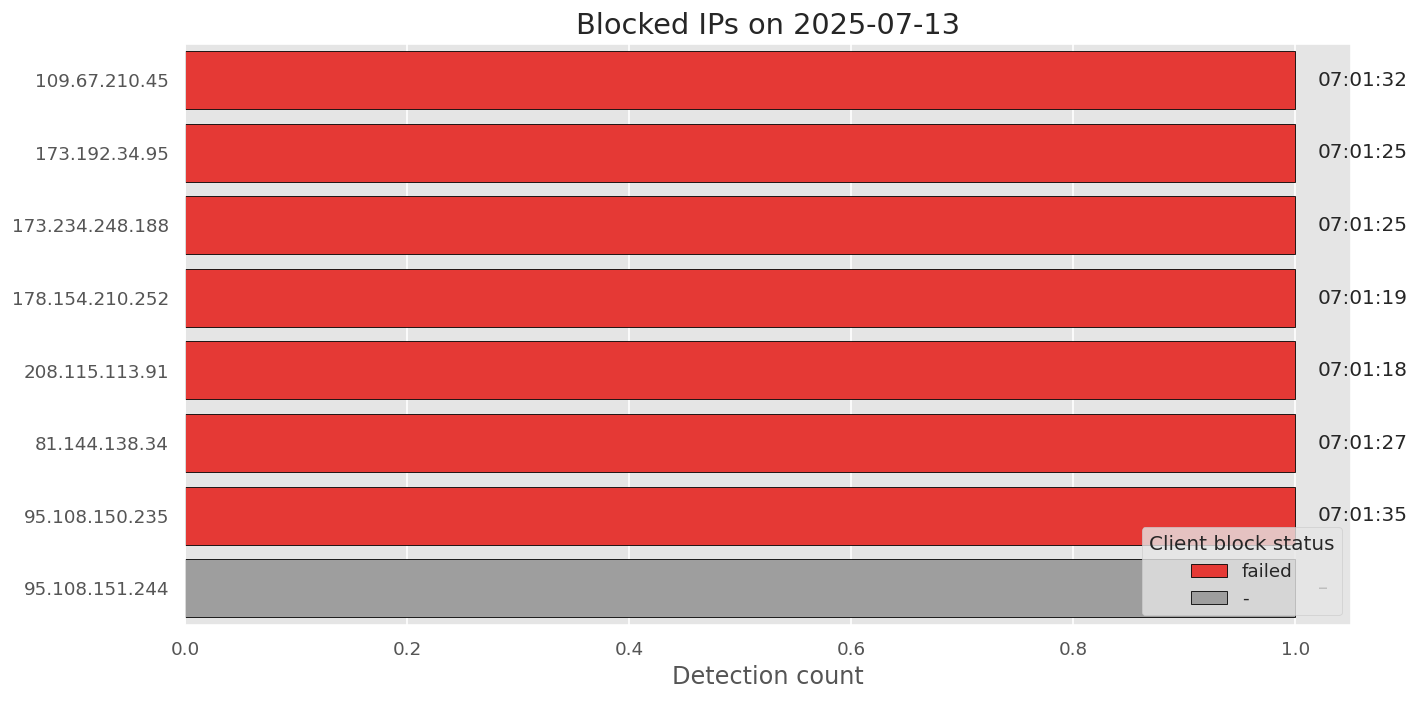 Blocked IPs on 2025-07-13
109.67.210.45 07:01:32
173.192.34.95 07:01:25
173.234.248.188 07:01:25
178.154.210.252 07:01:19
208.115.113.91 07:01:18
81.144.138.34 07:01:27
95.108.150.235 07:01:35
Client block status
failed
-
95.108.151.244 –
0.0 0.2 0.4 0.6 0.8 1.0
Detection count